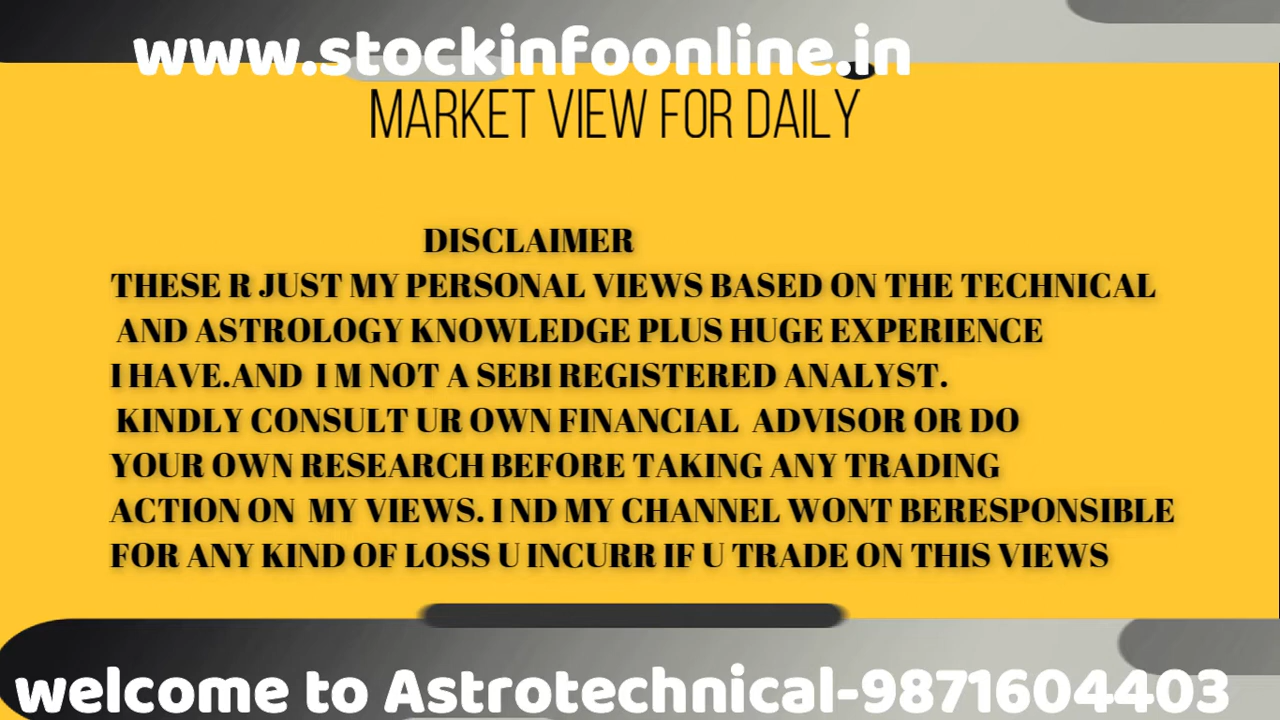 www.stockinfoonline.in
MARKET VIEW FOR DAILY
DISCLAIMER
THESE R JUST MY PERSONAL VIEWS BASED ON THE TECHNICAL
AND ASTROLOGY KNOWLEDGE PLUS HUGE EXPERIENCE
I HAVE.AND I M NOT A SEBI REGISTERED ANALYST.
KINDLY CONSULT UR OWN FINANCIAL ADVISOR OR DO
YOUR OWN RESEARCH BEFORE TAKING ANY TRADING
ACTION ON MY VIEWS. I ND MY CHANNEL WONT BERESPONSIBLE
FOR ANY KIND OF LOSS U INCURR IF U TRADE ON THIS VIEWS
welcome to Astrotechnical-9871604403